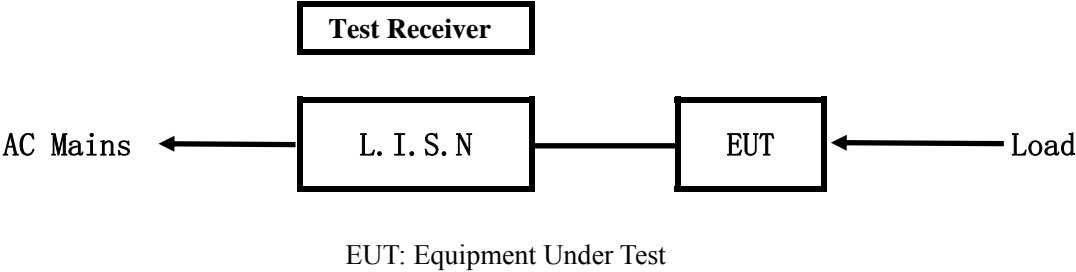 Test Receiver
AC Mains L.I.S.N EUT Load
EUT: Equipment Under Test